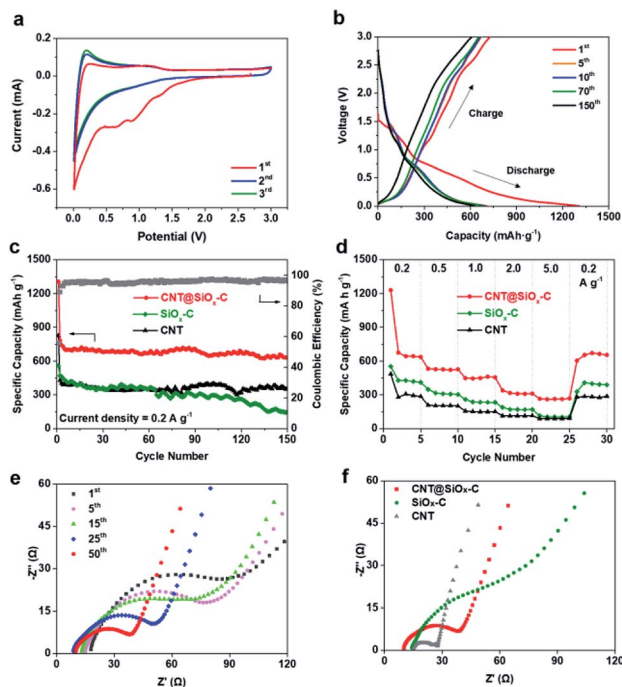 a
Current (mA)
0.4
0.2
0.0
-0.2
-0.4
-0.6
1st
2nd
3rd
0.0 0.5 1.0 1.5 2.0 2.5 3.0
Potential (V)
b
Voltage (V)
3.0
2.5
2.0
1.5
1.0
0.5
0.0
1st
5th
10th
70th
150th
Charge
Discharge
0 300 600 900 1200 1500
Capacity (mAh·g-1)
c
Specific Capacity (mAh g-1)
1500
1200
900
600
300
0
CNT@SiOx-C
SiOx-C
CNT
Current density = 0.2 A g-1
100
80
60
40
20
0
Coulombic Efficiency (%)
0 30 60 90 120 150
Cycle Number
d
Specific Capacity (mA h g-1)
1500
1200
900
600
300
0
0.2 0.5 1.0 2.0 5.0 0.2
A g-1
CNT@SiOx-C
SiOx-C
CNT
0 5 10 15 20 25 30
Cycle Number
e
-Z" (Ω)
60
45
30
15
0
1st
5th
15th
25th
50th
0 30 60 90 120
Z' (Ω)
f
-Z" (Ω)
60
45
30
15
0
CNT@SiOx-C
SiOx-C
CNT
0 30 60 90 120
Z' (Ω)